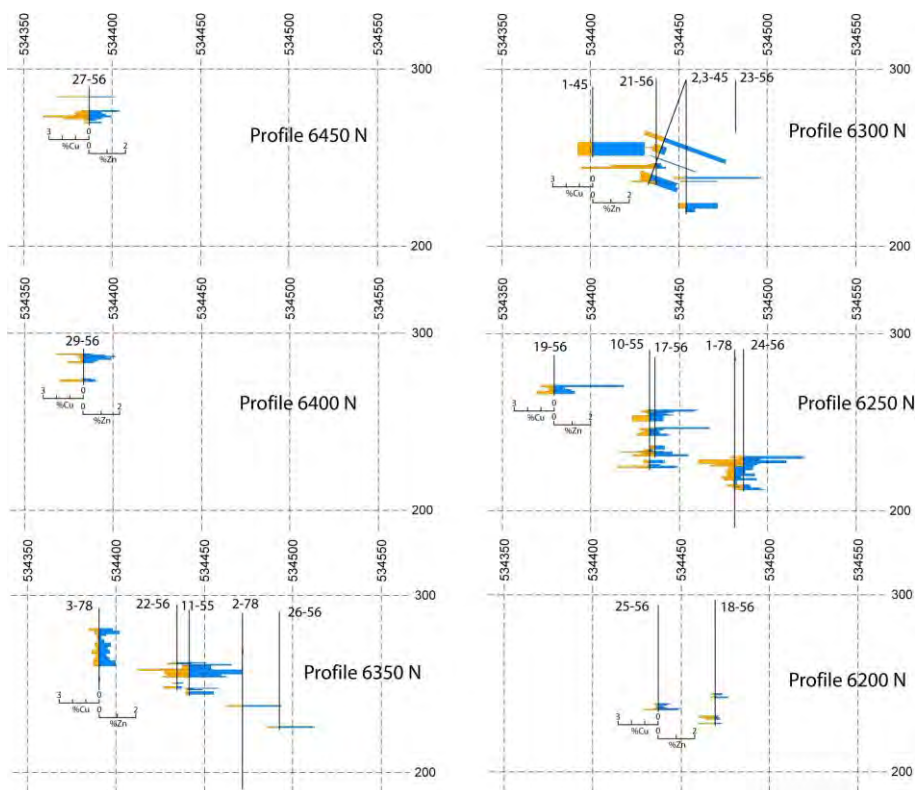 534350 534400 534450 534500 534550
300
27-56
3 0
%Cu
0 2
%Zn
Profile 6450 N
200
534350 534400 534450 534500 534550
300
1-45 21-56 2,3-45 23-56
Profile 6300 N
3 0
%Cu
0 2
%Zn
200
534350 534400 534450 534500 534550
300
29-56
3 0
%Cu
0 2
%Zn
Profile 6400 N
200
534350 534400 534450 534500 534550
300
19-56 10-55 17-56 1-78 24-56
3 0
%Cu
0 2
%Zn
Profile 6250 N
200
534350 534400 534450 534500 534550
300
3-78 22-56 11-55 2-78 26-56
Profile 6350 N
3 0
%Cu
0 2
%Zn
200
534350 534400 534450 534500 534550
300
25-56 18-56
Profile 6200 N
3 0
%Cu
0 2
%Zn
200